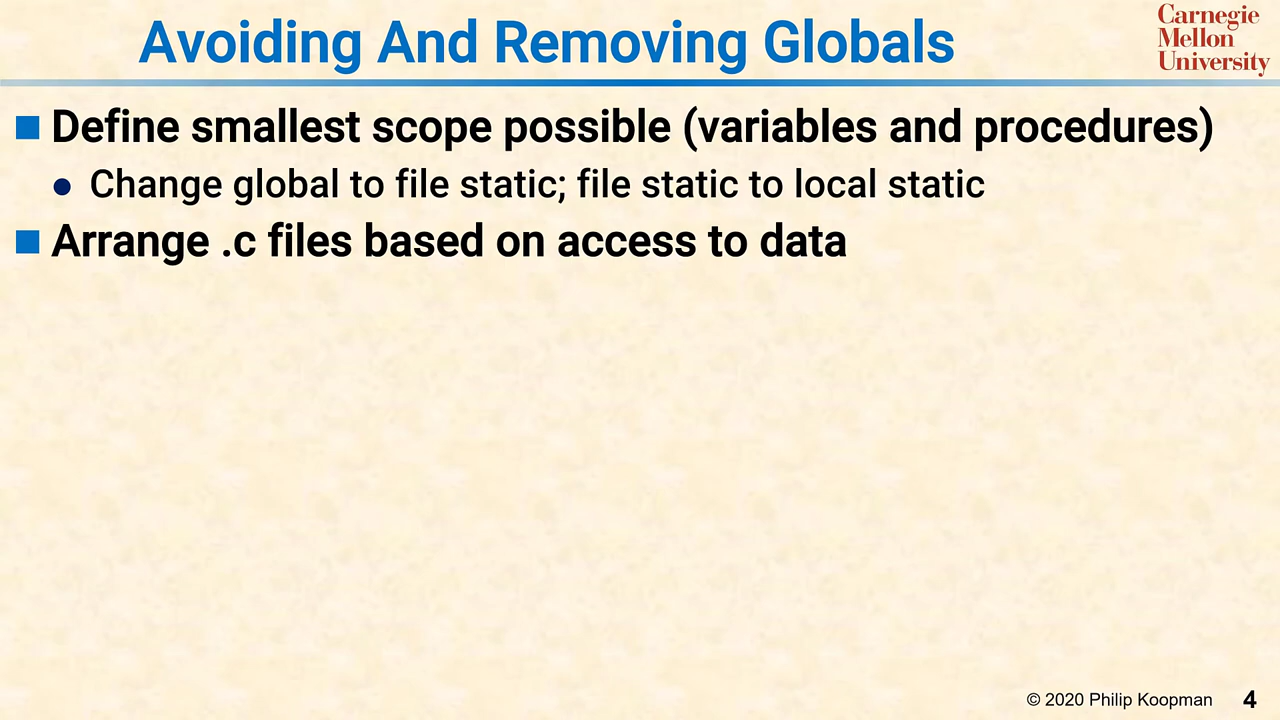 Avoiding And Removing Globals
Carnegie
Mellon
University
Define smallest scope possible (variables and procedures)
Change global to file static; file static to local static
Arrange .c files based on access to data
© 2020 Philip Koopman 4